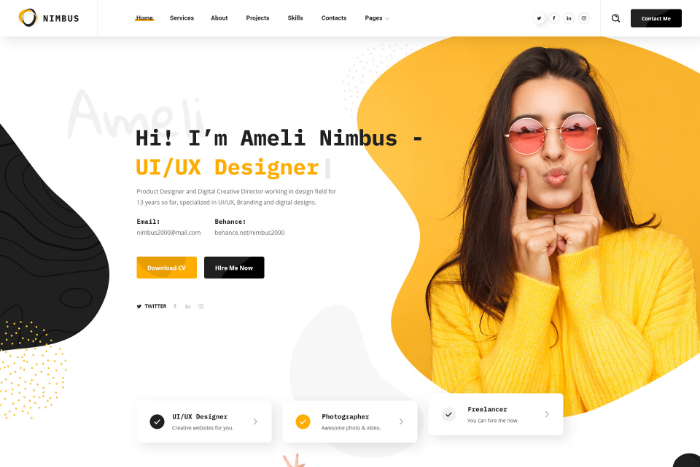 NIMBUS
Home Services About Projects Skills Contacts Pages
Contact Me
Ameli
Hi! I'm Ameli Nimbus -
UI/UX Designer
Product Designer and Digital Creative Director working in design field for
13 years so far, specialized in UI/UX, Branding and digital designs.
Email: Behance:
nimbus2000@mail.com behance.net/nimbus2000
Download CV Hire Me Now
TWITTER
UI/UX Designer
Creative websites for you.
Photographer
Awesome photo & video.
Freelancer
You can hire me now.